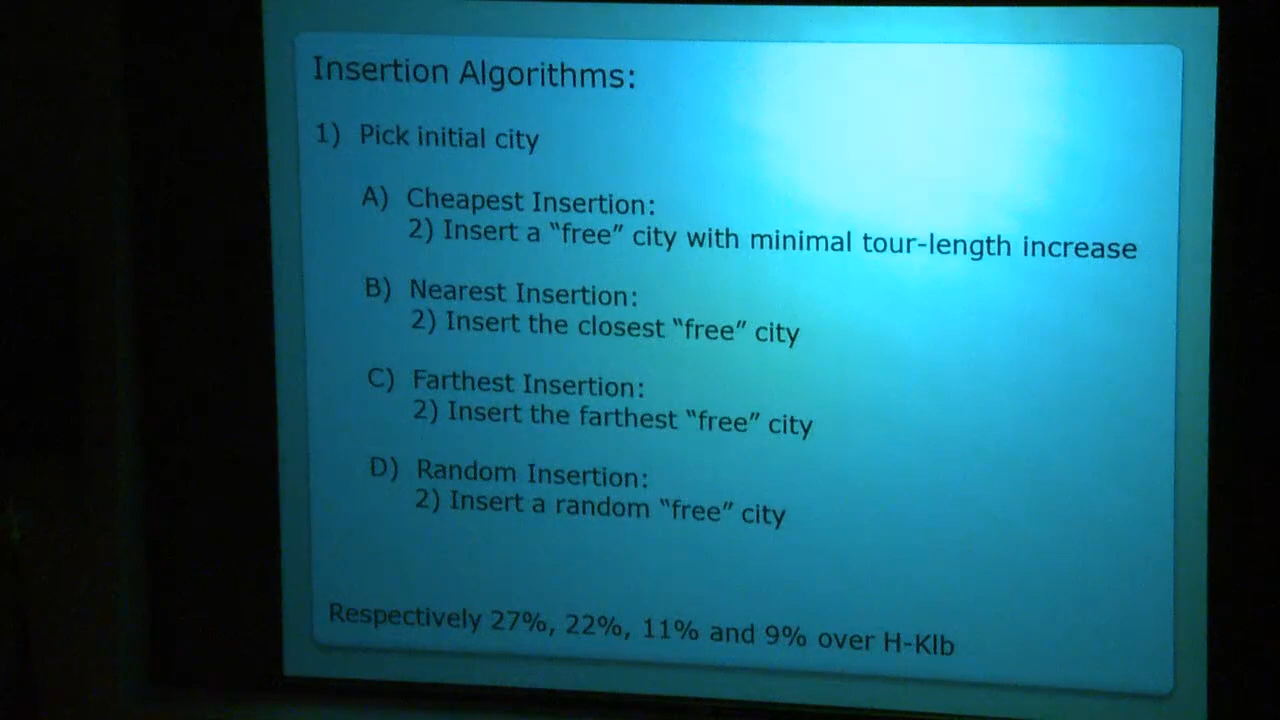 Insertion Algorithms:
1) Pick initial city
A) Cheapest Insertion:
2) Insert a “free” city with minimal tour-length increase
B) Nearest Insertion:
2) Insert the closest “free” city
C) Farthest Insertion:
2) Insert the farthest “free” city
D) Random Insertion:
2) Insert a random “free” city
Respectively 27%, 22%, 11% and 9% over H-Klb